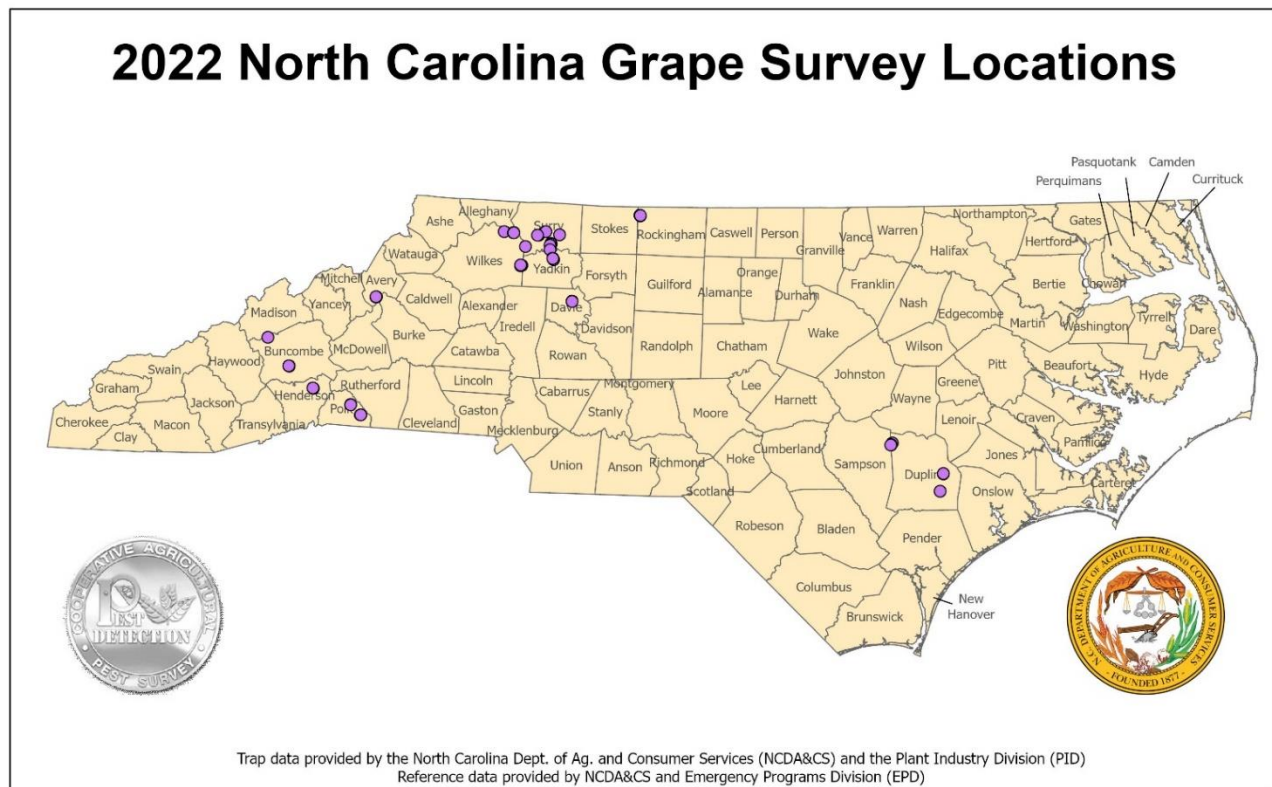 2022 North Carolina Grape Survey Locations
Pasquotank
Camden
Perquimans
Currituck
Ashe
Alleghany
Surry
Stokes
Rockingham
Caswell
Person
Granville
Vance
Warren
Northampton
Halifax
Hertford
Gates
Watauga
Wilkes
Yadkin
Forsyth
Guilford
Alamance
Orange
Durham
Franklin
Nash
Edgecombe
Bertie
Chowan
Mitchell
Avery
Yancey
Caldwell
Alexander
Iredell
Davie
Davidson
Randolph
Chatham
Wake
Wilson
Martin
Washington
Tyrrell
Dare
Madison
Buncombe
McDowell
Burke
Catawba
Rowan
Johnston
Greene
Pitt
Beaufort
Hyde
Haywood
Swain
Graham
Jackson
Henderson
Rutherford
Polk
Lincoln
Gaston
Cleveland
Cabarrus
Stanly
Montgomery
Moore
Lee
Harnett
Wayne
Lenoir
Craven
Pamlico
Cherokee
Clay
Macon
Transylvania
Mecklenburg
Union
Anson
Richmond
Scotland
Hoke
Cumberland
Sampson
Duplin
Jones
Onslow
Carteret
Robeson
Bladen
Pender
Columbus
Brunswick
New
Hanover
COOPERATIVE AGRICULTURAL
PEST
DETECTION
PEST SURVEY
N.C. DEPARTMENT OF AGRICULTURE AND CONSUMER SERVICES
FOUNDED 1877
Trap data provided by the North Carolina Dept. of Ag. and Consumer Services (NCDA&CS) and the Plant Industry Division (PID)
Reference data provided by NCDA&CS and Emergency Programs Division (EPD)